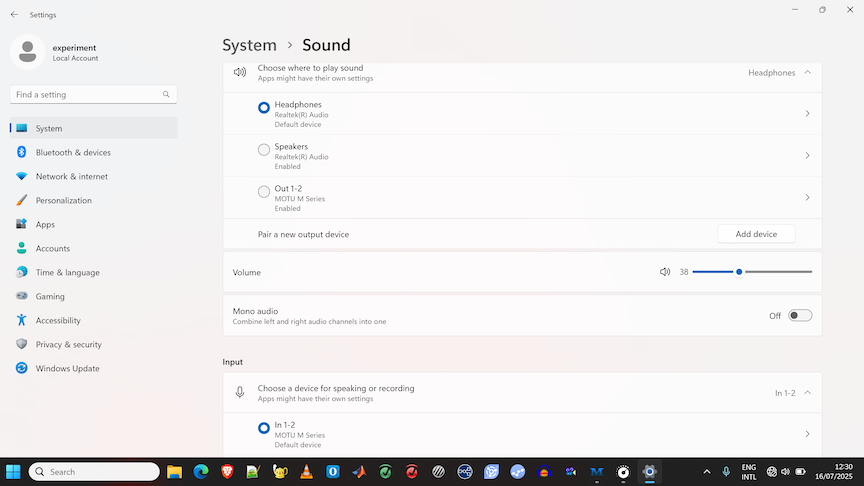 Settings
experiment
Local Account
Find a setting
System
Bluetooth & devices
Network & internet
Personalization
Apps
Accounts
Time & language
Gaming
Accessibility
Privacy & security
Windows Update
System › Sound
Choose where to play sound
Apps might have their own settings
Headphones
Headphones
Realtek(R) Audio
Default device
Speakers
Realtek(R) Audio
Enabled
Out 1-2
MOTU M Series
Enabled
Pair a new output device
Add device
Volume
38
Mono audio
Combine left and right audio channels into one
Off
Input
Choose a device for speaking or recording
Apps might have their own settings
In 1-2
In 1-2
MOTU M Series
Default device
Search
ENG
INTL
12:30
16/07/2025